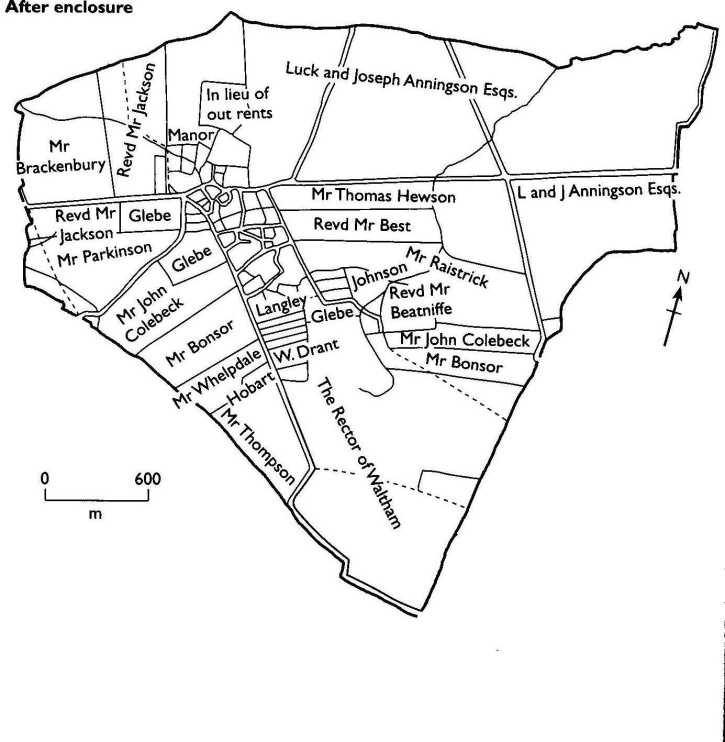 After enclosure
Luck and Joseph Anningson Esqs.
In lieu of
out rents
Revd Mr Jackson
Manor
Mr
Brackenbury
Mr Thomas Hewson
L and J Anningson Esqs.
Revd Mr
Jackson
Glebe
Revd Mr Best
Mr Parkinson
Glebe
Mr Raistrick
Johnson
Mr John
Colebeck
Langley
Glebe
Revd Mr
Beatniffe
N
Mr Bonsor
Mr John Colebeck
W. Drant
Mr Whelpdale
Mr Bonsor
Hobart
Mr Thompson
The Rector of Waltham
0 600
m